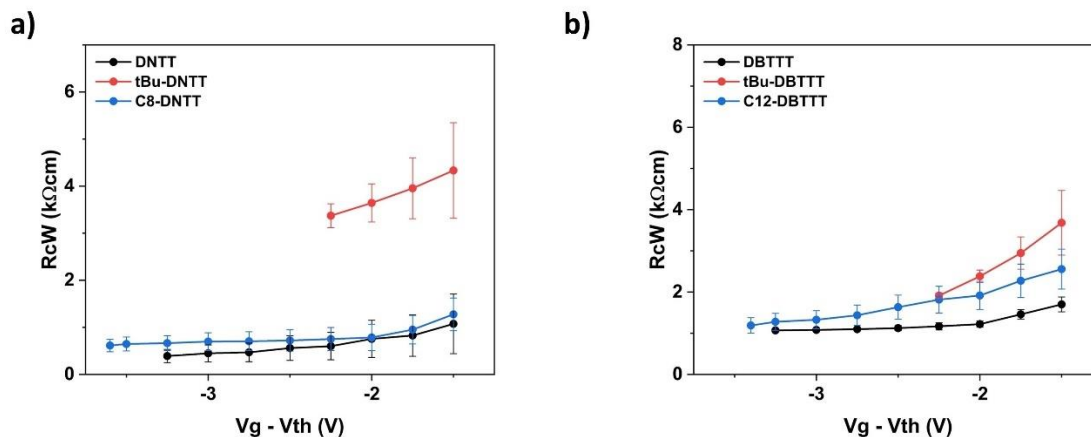 a)
DNTT
tBu-DNTT
C8-DNTT
6
4
2
0
RcW (kΩcm)
-3
-2
Vg - Vth (V)
b)
DBTTT
tBu-DBTTT
C12-DBTTT
8
6
4
2
0
RcW (kΩcm)
-3
-2
Vg - Vth (V)